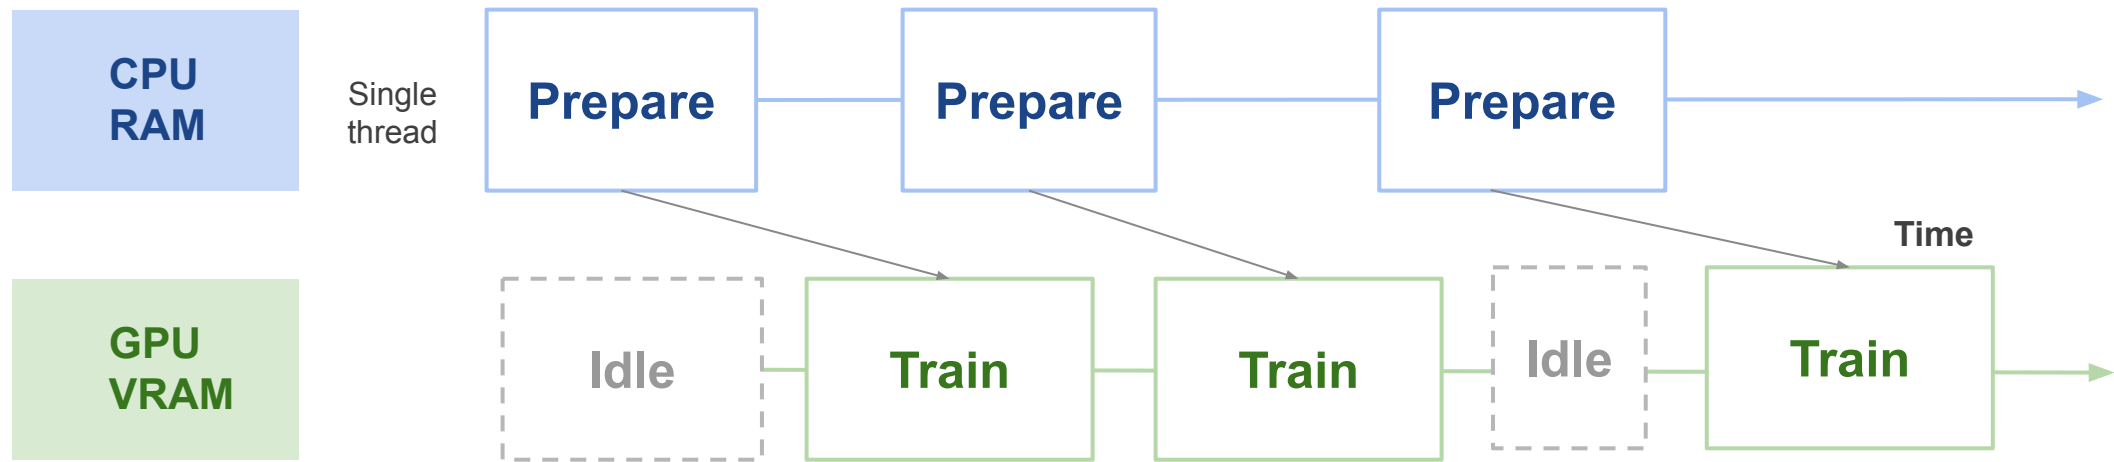 CPU
RAM
Single
thread
Prepare
Prepare
Prepare
Time
GPU
VRAM
Idle
Train
Train
Idle
Train